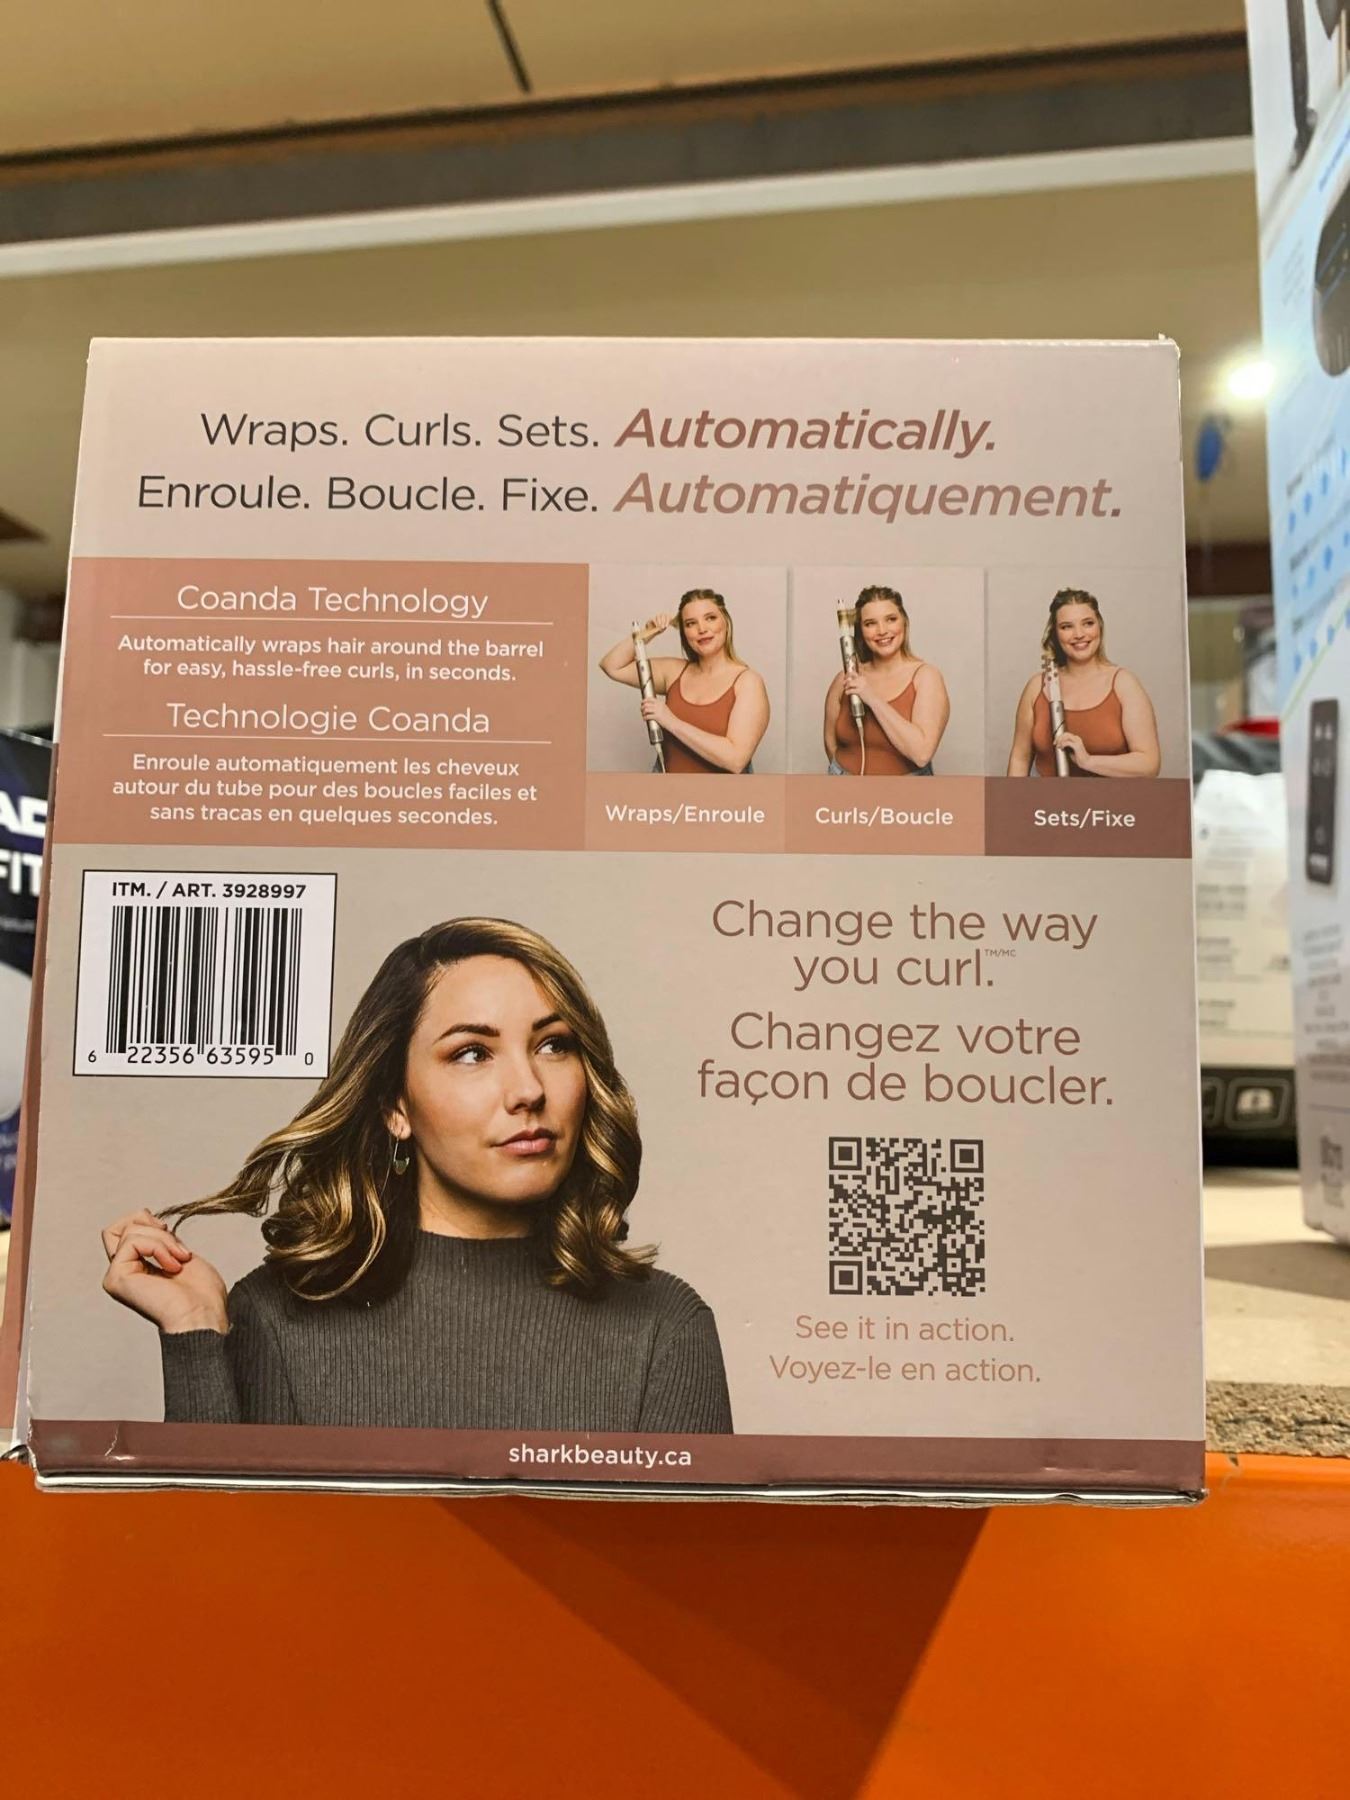 Wraps. Curls. Sets. Automatically.
Enroule. Boucle. Fixe. Automatiquement.
Coanda Technology
Automatically wraps hair around the barrel
for easy, hassle-free curls, in seconds.
Technologie Coanda
Enroule automatiquement les cheveux
autour du tube pour des boucles faciles et
sans tracas en quelques secondes.
Wraps/Enroule
Curls/Boucle
Sets/Fixe
ITM. / ART. 3928997
6 22356 63595 0
Change the way
you curl.™/MC
Changez votre
façon de boucler.
See it in action.
Voyez-le en action.
sharkbeauty.ca